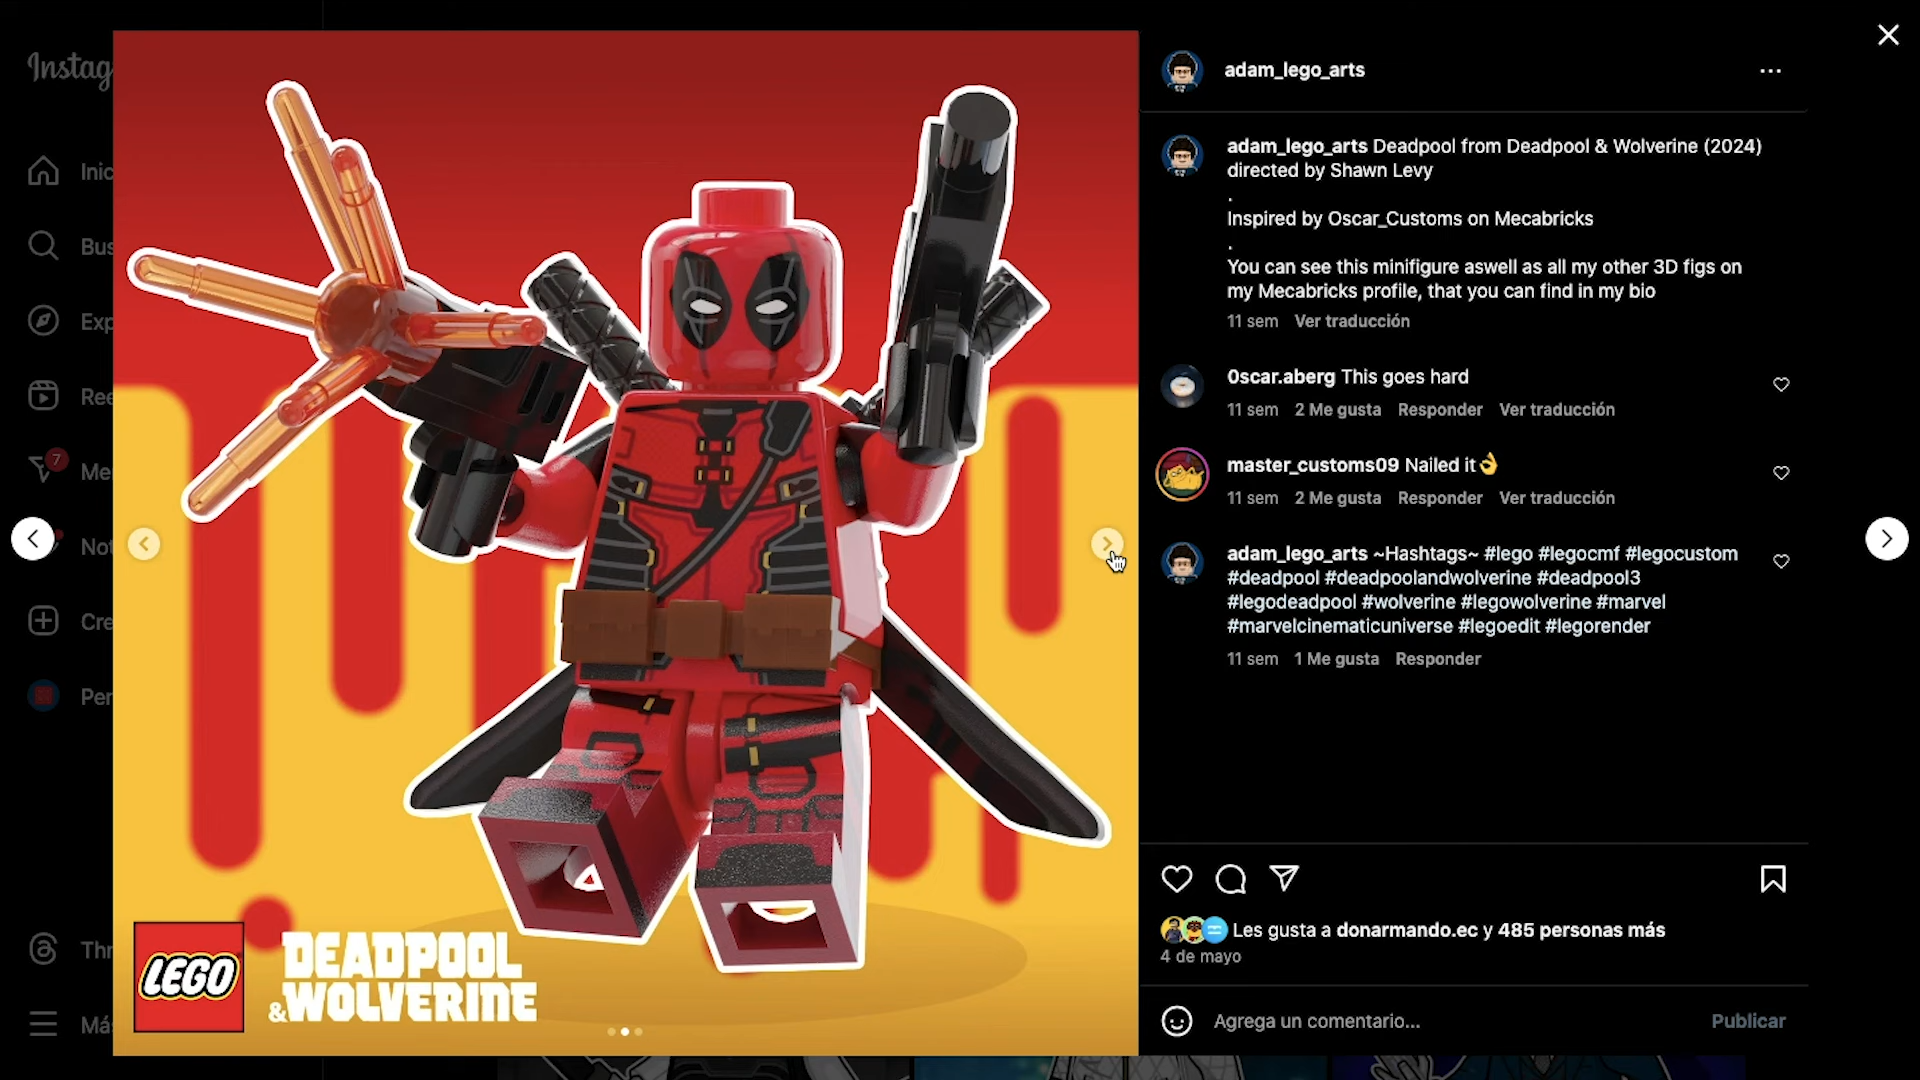 Instag
Inic
Bus
Exp
Ree
7
Me
Not
Cre
Per
Thr
Má
LEGO
DEADPOOL
&WOLVERINE
adam_lego_arts
adam_lego_arts Deadpool from Deadpool & Wolverine (2024)
directed by Shawn Levy
.
Inspired by Oscar_Customs on Mecabricks
.
You can see this minifigure aswell as all my other 3D figs on
my Mecabricks profile, that you can find in my bio
11 sem Ver traducción
0scar.aberg This goes hard
11 sem 2 Me gusta Responder Ver traducción
master_customs09 Nailed it👌
11 sem 2 Me gusta Responder Ver traducción
adam_lego_arts ~Hashtags~ #lego #legocmf #legocustom
#deadpool #deadpoolandwolverine #deadpool3
#legodeadpool #wolverine #legowolverine #marvel
#marvelcinematicuniverse #legoedit #legorender
11 sem 1 Me gusta Responder
Les gusta a donarmando.ec y 485 personas más
4 de mayo
Agrega un comentario...
Publicar